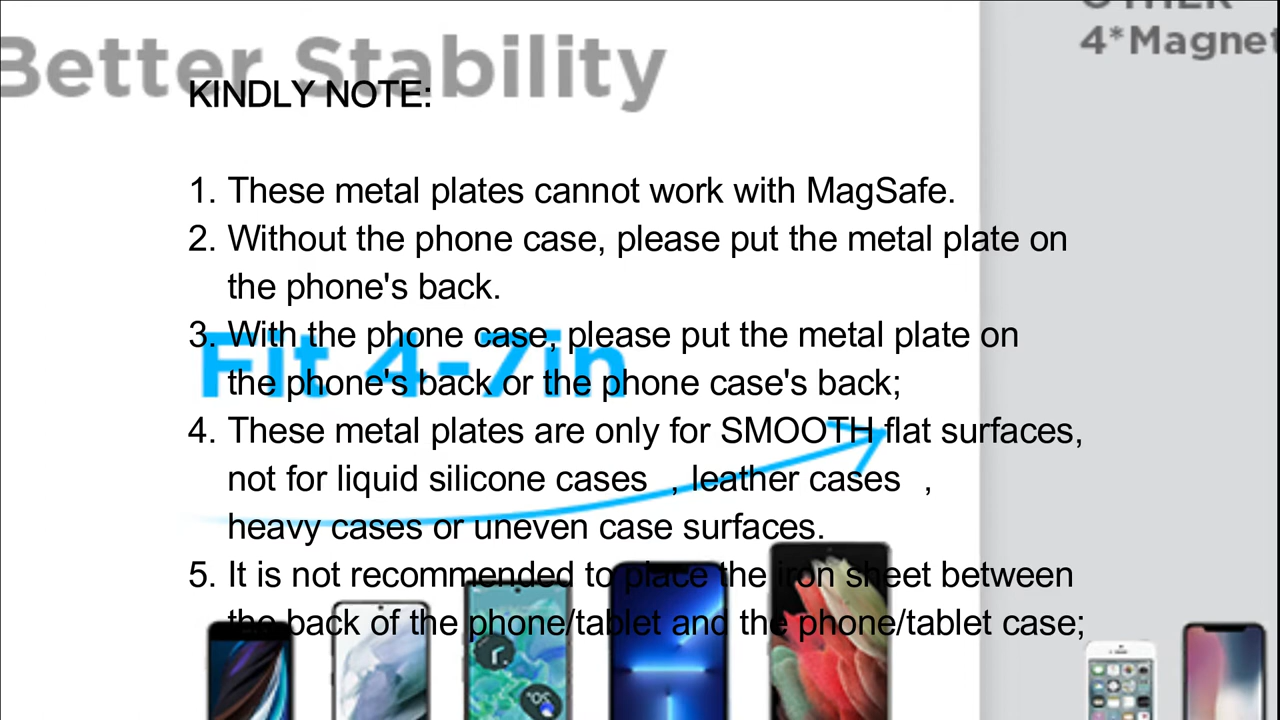 OTHER
4*Magnet
Better Stability
KINDLY NOTE:
1. These metal plates cannot work with MagSafe.
2. Without the phone case, please put the metal plate on
the phone's back.
3. With the phone case, please put the metal plate on
the phone's back or the phone case's back;
Fit 4-7in
4. These metal plates are only for SMOOTH flat surfaces,
not for liquid silicone cases , leather cases ,
heavy cases or uneven case surfaces.
5. It is not recommended to place the iron sheet between
the back of the phone/tablet and the phone/tablet case;